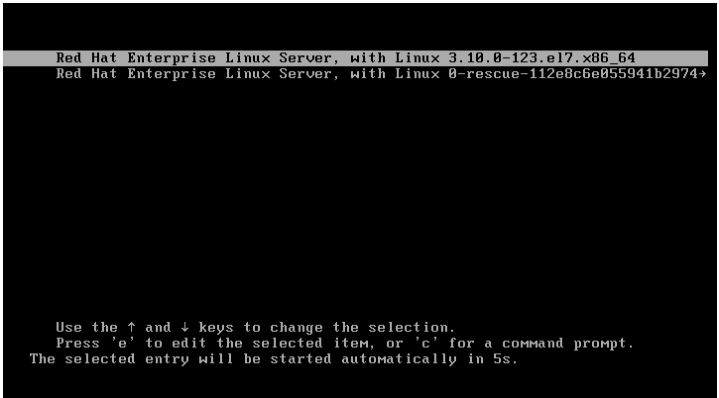 Red Hat Enterprise Linux Server, with Linux 3.10.0-123.el7.x86_64
Red Hat Enterprise Linux Server, with Linux 0-rescue-112e8c6e055941b2974→
Use the ↑ and ↓ keys to change the selection.
Press 'e' to edit the selected item, or 'c' for a command prompt.
The selected entry will be started automatically in 5s.